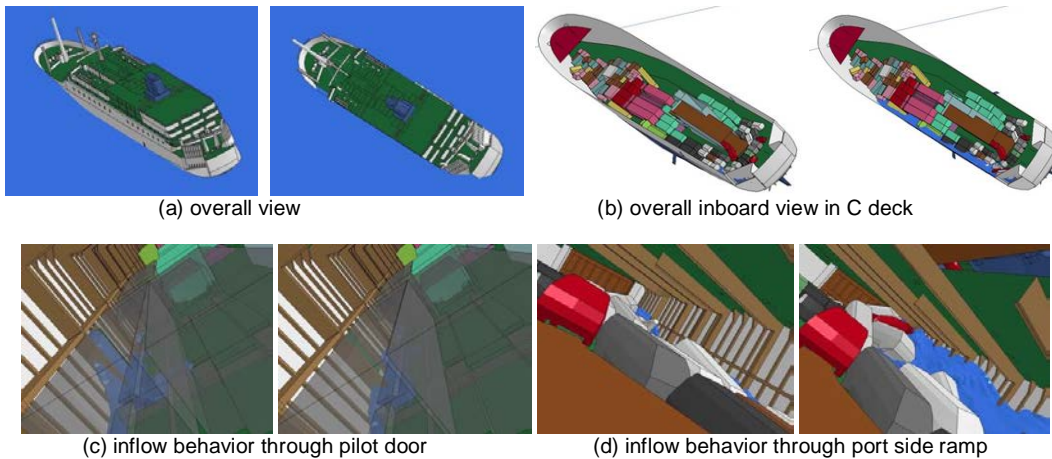 (a) overall view
(b) overall inboard view in C deck
(c) inflow behavior through pilot door
(d) inflow behavior through port side ramp